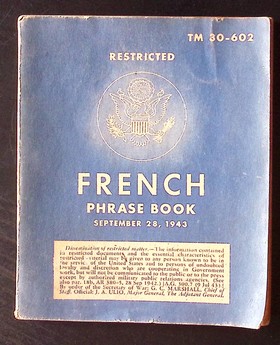 TM 30-602
RESTRICTED
FRENCH
PHRASE BOOK
SEPTEMBER 28, 1943
Dissemination of restricted matter.—The information contained
in restricted documents and the essential characteristics of
restricted material may be given to any person known to be in
the service of the United States and to persons of undoubted
loyalty and discretion who are cooperating in Government
work, but will not be communicated to the public or to the press
except by authorized military public relations agencies. (See
also par. 18b, AR 380-5, 28 Sep 1942.) [A.G. 300.7 (9 Jul 43).]
By order of the Secretary of War: G. C. MARSHALL, Chief of
Staff. Official: J. A. ULIO, Major General, The Adjutant General.